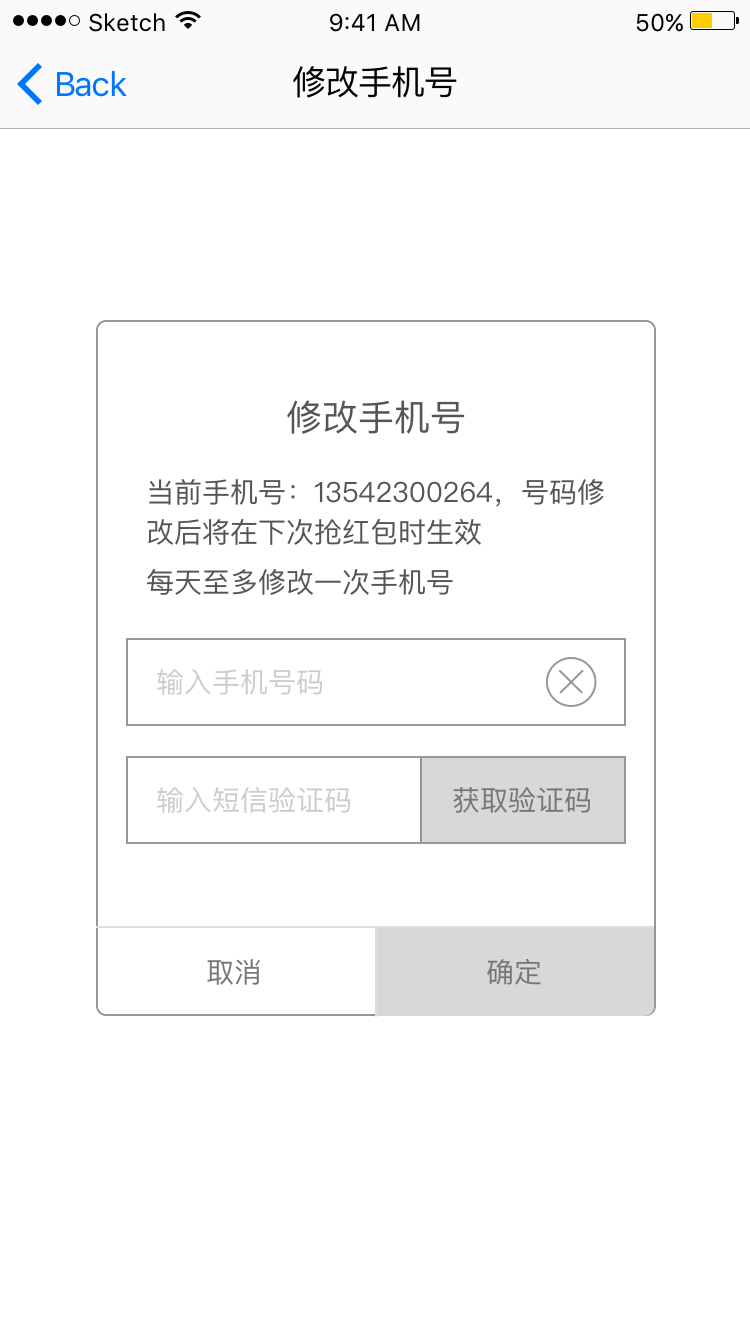 Sketch 9:41 AM 50%
Back 修改手机号
修改手机号
当前手机号：13542300264，号码修
改后将在下次抢红包时生效
每天至多修改一次手机号
输入手机号码
输入短信验证码 获取验证码
取消 确定